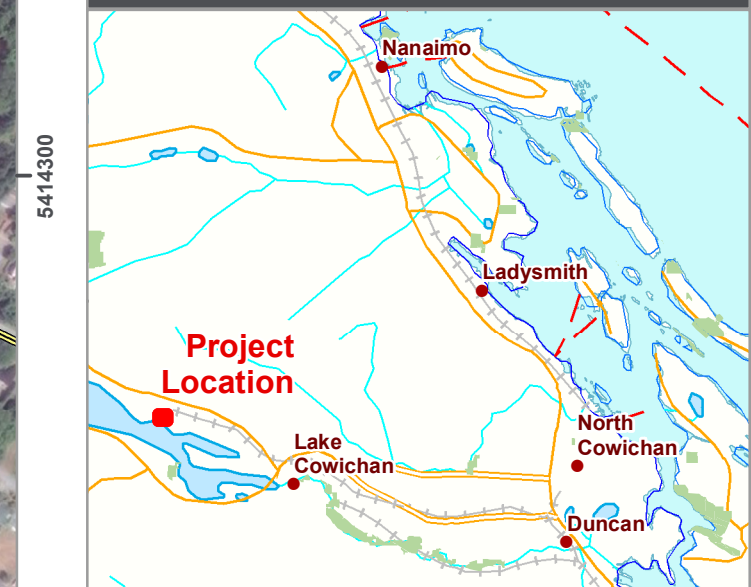 5414300
Nanaimo
Ladysmith
Project
Location
Lake
Cowichan
North
Cowichan
Duncan